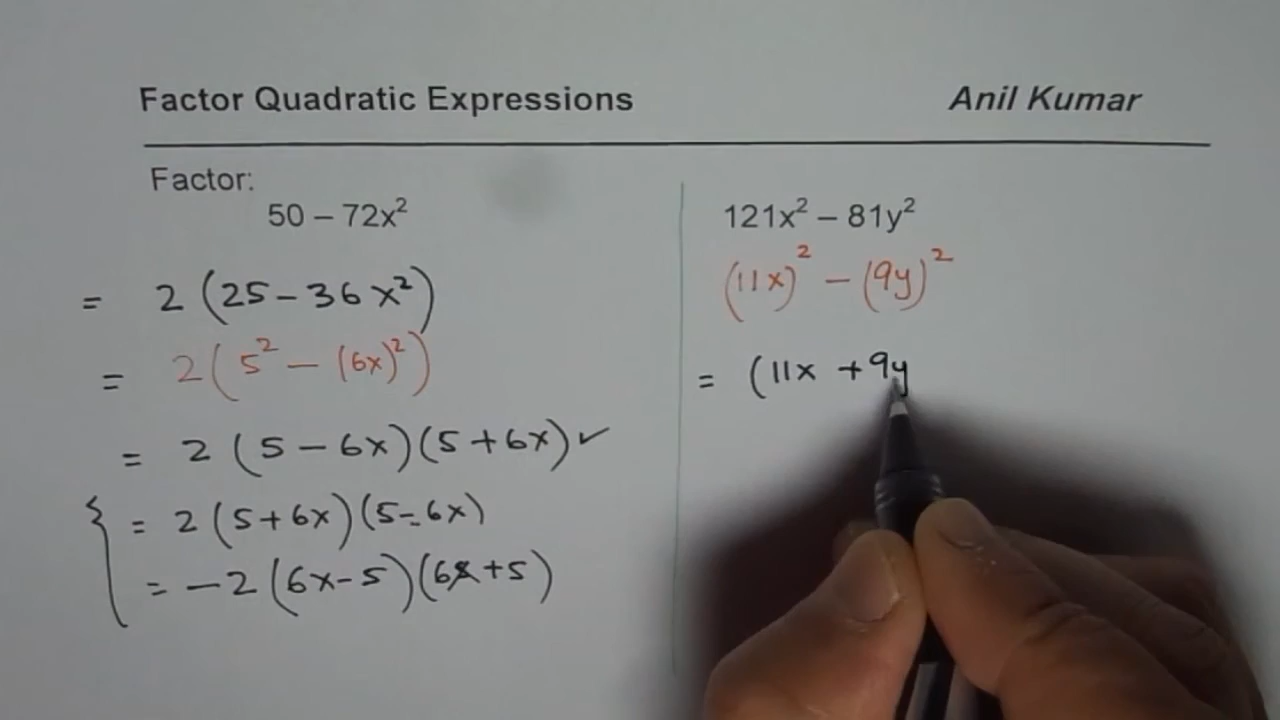 Factor Quadratic Expressions Anil Kumar
Factor:
50 – 72x²
= 2 (25 – 36x²)
= 2 (5² – (6x)²)
= 2 (5 – 6x)(5 + 6x) ✓
= 2 (5 + 6x)(5 – 6x)
= –2 (6x – 5)(6x + 5)
121x² – 81y²
(11x)² – (9y)²
= (11x + 9y